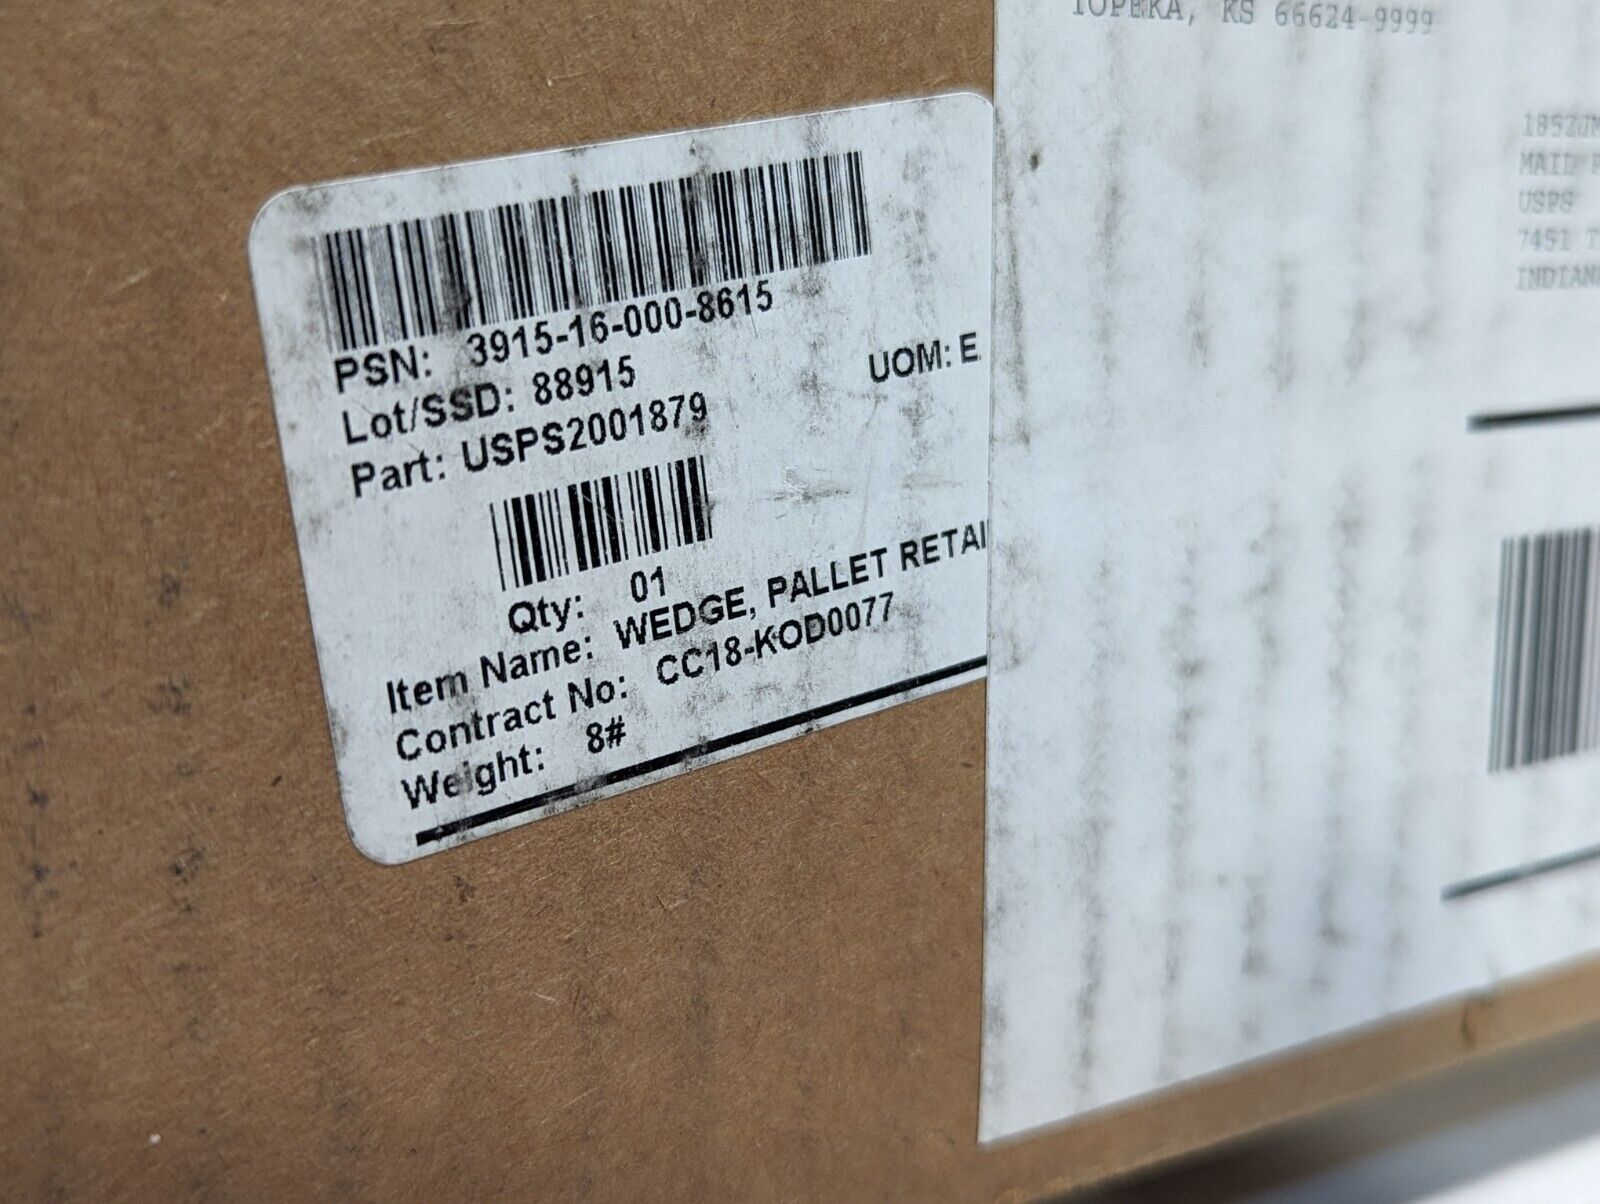 PSN: 3915-16-000-8615
Lot/SSD: 88915
Part: USPS2001879
UOM: E
Qty: 01
Item Name: WEDGE, PALLET RETAI
Contract No: CC18-KOD0077
Weight: 8#
TOPEKA, KS 66624-9999
USPS
7451